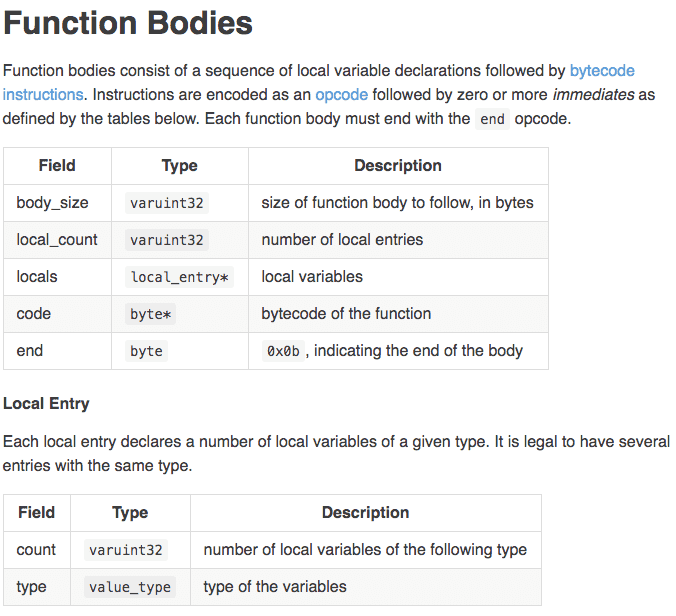 Function Bodies
Function bodies consist of a sequence of local variable declarations followed by bytecode
instructions. Instructions are encoded as an opcode followed by zero or more immediates as
defined by the tables below. Each function body must end with the end opcode.
Field Type Description
body_size varuint32 size of function body to follow, in bytes
local_count varuint32 number of local entries
locals local_entry* local variables
code byte* bytecode of the function
end byte 0x0b , indicating the end of the body
Local Entry
Each local entry declares a number of local variables of a given type. It is legal to have several
entries with the same type.
Field Type Description
count varuint32 number of local variables of the following type
type value_type type of the variables